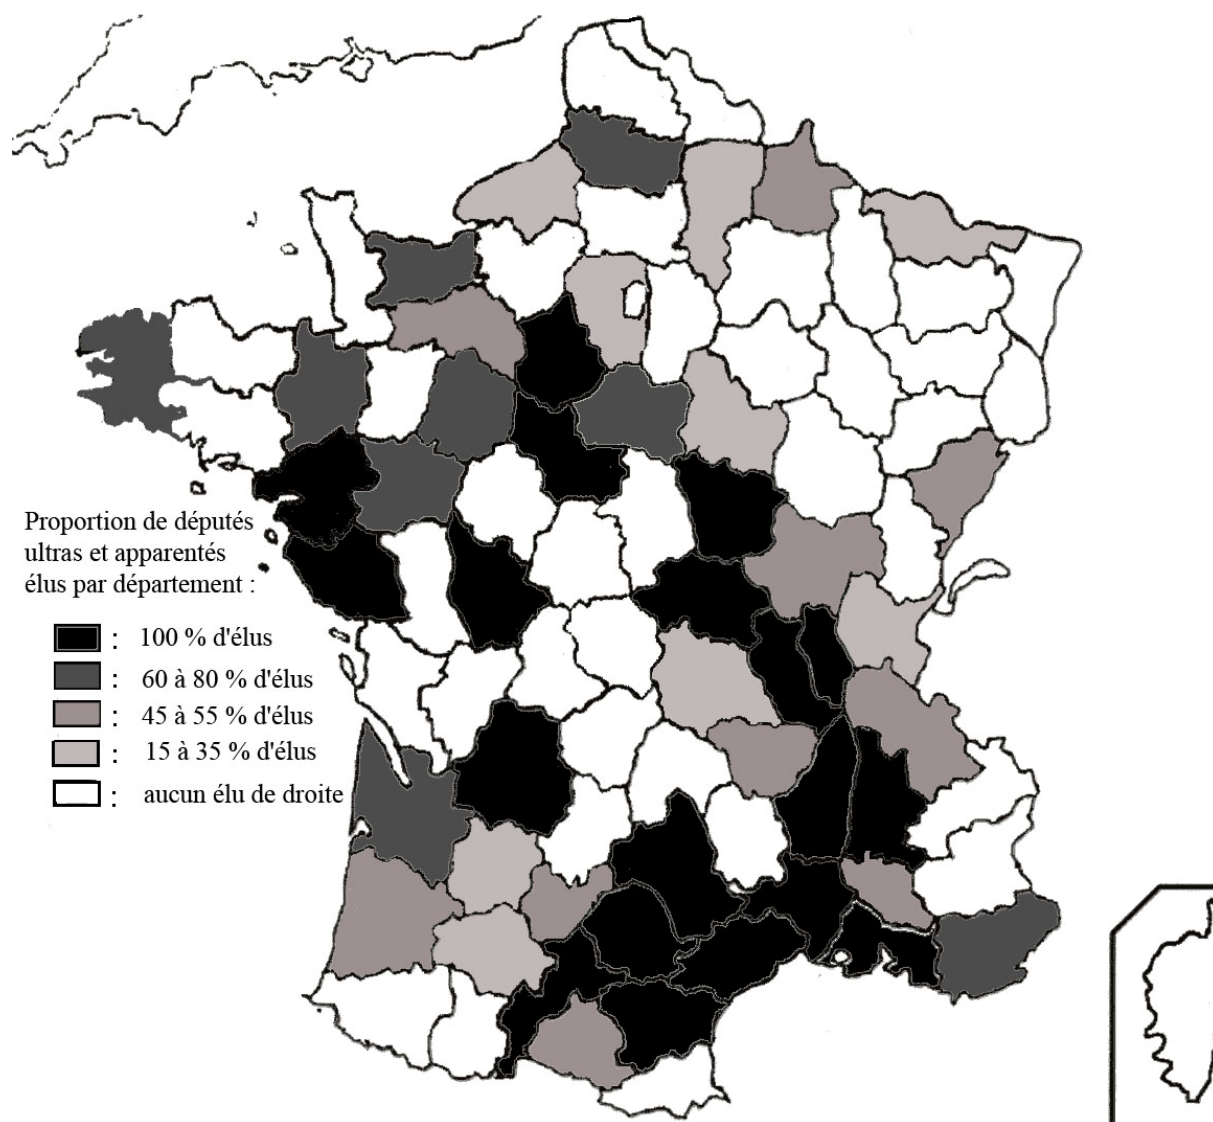 Proportion de députés
ultras et apparentés
élus par département :
: 100 % d'élus
: 60 à 80 % d'élus
: 45 à 55 % d'élus
: 15 à 35 % d'élus
: aucun élu de droite